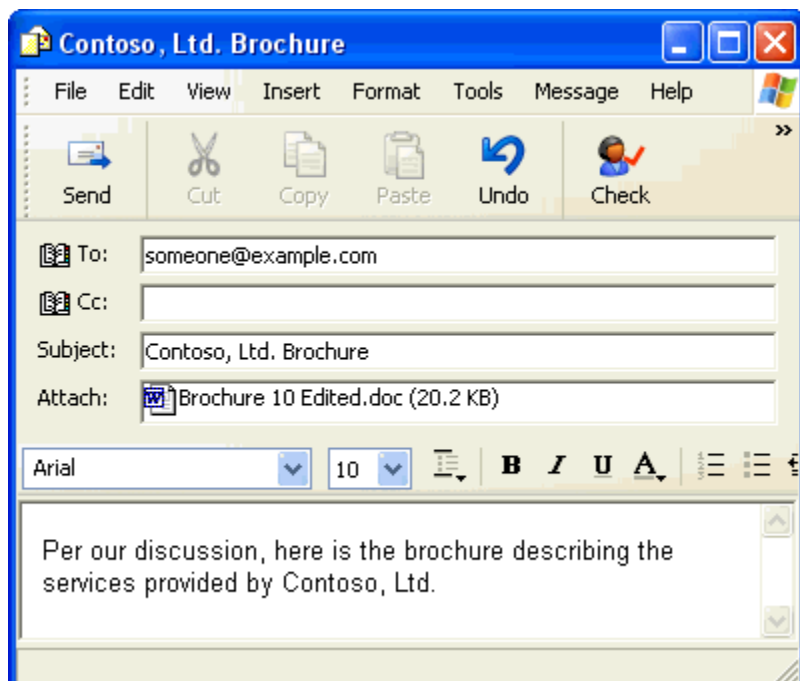 Contoso, Ltd. Brochure
File Edit View Insert Format Tools Message Help
Send Cut Copy Paste Undo Check »
To: someone@example.com
Cc:
Subject: Contoso, Ltd. Brochure
Attach: Brochure 10 Edited.doc (20.2 KB)
Arial 10 B I U A
Per our discussion, here is the brochure describing the
services provided by Contoso, Ltd.